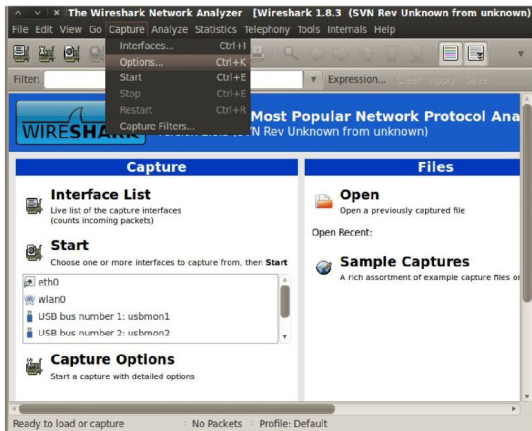 The Wireshark Network Analyzer [Wireshark 1.8.3 (SVN Rev Unknown from unknown)
File Edit View Go Capture Analyze Statistics Telephony Tools Internals Help
Interfaces... Ctrl+I
Options... Ctrl+K
Start Ctrl+E
Stop Ctrl+E
Restart Ctrl+R
Capture Filters...
Filter: Expression... Clear Apply Save
WIRESHARK
Most Popular Network Protocol Ana
(SVN Rev Unknown from unknown)
Capture
Interface List
Live list of the capture interfaces
(counts incoming packets)
Start
Choose one or more interfaces to capture from, then Start
eth0
wlan0
USB bus number 1: usbmon1
USB bus number 2: usbmon2
Capture Options
Start a capture with detailed options
Files
Open
Open a previously captured file
Open Recent:
Sample Captures
A rich assortment of example capture files o
Ready to load or capture No Packets Profile: Default